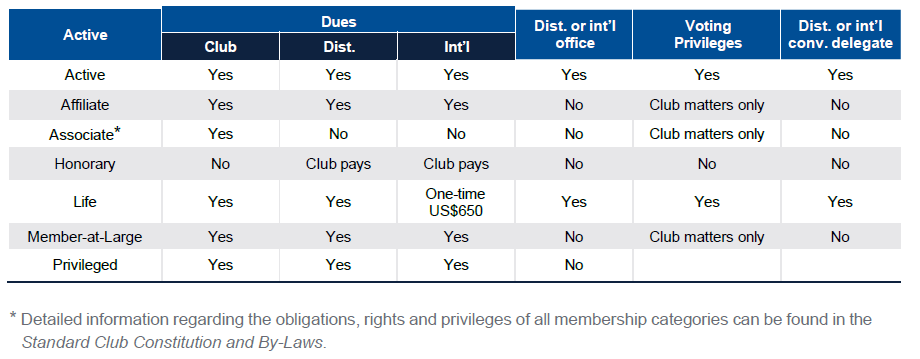 Active Dues Dist. or int'l office Voting Privileges Dist. or int'l conv. delegate
Club Dist. Int'l
Active Yes Yes Yes Yes Yes Yes
Affiliate Yes Yes Yes No Club matters only No
Associate* Yes No No No Club matters only No
Honorary No Club pays Club pays No No No
Life Yes Yes One-time US$650 Yes Yes Yes
Member-at-Large Yes Yes Yes No Club matters only No
Privileged Yes Yes Yes No
* Detailed information regarding the obligations, rights and privileges of all membership categories can be found in the
Standard Club Constitution and By-Laws.